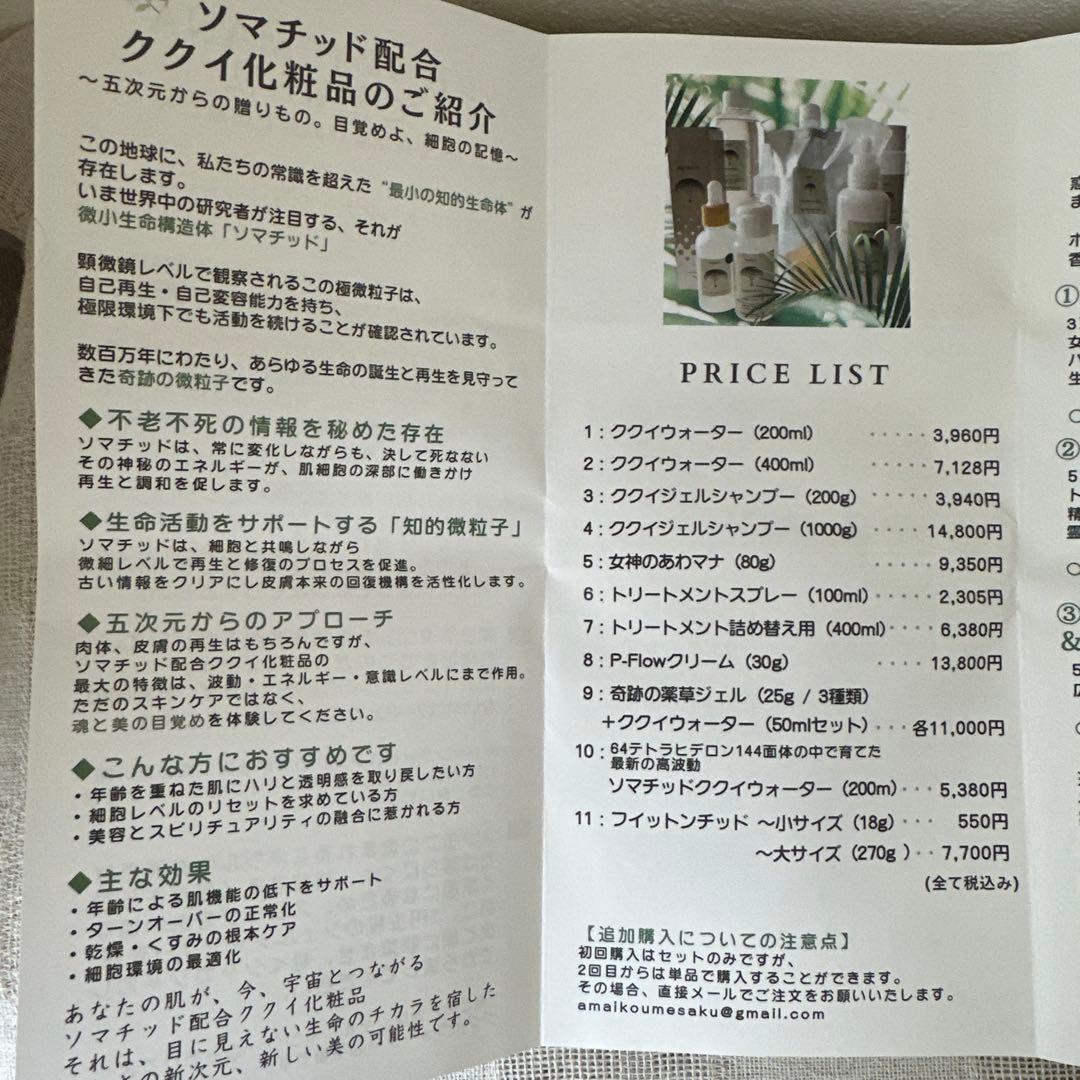 ソマチッド配合
ククイ化粧品のご紹介
～五次元からの贈りもの。目覚めよ、細胞の記憶～
この地球に、私たちの常識を超えた“最小の知的生命体”が
存在します。
いま世界中の研究者が注目する、それが
微小生命構造体「ソマチッド」
顕微鏡レベルで観察されるこの極微粒子は、
自己再生・自己変容能力を持ち、
極限環境下でも活動を続けることが確認されています。
数百万年にわたり、あらゆる生命の誕生と再生を見守って
きた奇跡の微粒子です。
◆不老不死の情報を秘めた存在
ソマチッドは、常に変化しながらも、決して死なない
その神秘のエネルギーが、肌細胞の深部に働きかけ
再生と調和を促します。
◆生命活動をサポートする「知的微粒子」
ソマチッドは、細胞と共鳴しながら
微細レベルで再生と修復のプロセスを促進。
古い情報をクリアにし皮膚本来の回復機構を活性化します。
◆五次元からのアプローチ
肉体、皮膚の再生はもちろんですが、
ソマチッド配合ククイ化粧品の
最大の特徴は、波動・エネルギー・意識レベルにまで作用。
ただのスキンケアではなく、
魂と美の目覚めを体験してください。
◆こんな方におすすめです
・年齢を重ねた肌にハリと透明感を取り戻したい方
・細胞レベルのリセットを求めている方
・美容とスピリチュアリティの融合に惹かれる方
◆主な効果
・年齢による肌機能の低下をサポート
・ターンオーバーの正常化
・乾燥・くすみの根本ケア
・細胞環境の最適化
あなたの肌が、今、宇宙とつながる
ソマチッド配合ククイ化粧品
それは、目に見えない生命のチカラを宿した
の新次元、新しい美の可能性です。
PRICE LIST
1：ククイウォーター（200ml） ・・・・・ 3,960円
2：ククイウォーター（400ml） ・・・・・ 7,128円
3：ククイジェルシャンプー（200g） ・・・・・ 3,940円
4：ククイジェルシャンプー（1000g） ・・・・ 14,800円
5：女神のあわマナ（80g） ・・・・・ 9,350円
6：トリートメントスプレー（100ml）・・・・・ 2,305円
7：トリートメント詰め替え用（400ml）・・・・ 6,380円
8：P-Flowクリーム（30g） ・・・・ 13,800円
9：奇跡の薬草ジェル（25g / 3種類）
＋ククイウォーター（50mlセット）・・・各11,000円
10：64テトラヒデロン144面体の中で育てた
最新の高波動
ソマチッドククイウォーター（200m）・・・ 5,380円
11：フイットンチッド ～小サイズ（18g）・・・ 550円
～大サイズ（270g ）・・ 7,700円
(全て税込み)
【追加購入についての注意点】
初回購入はセットのみですが、
2回目からは単品で購入することができます。
その場合、直接メールでご注文をお願いいたします。
amaikoumesaku@gmail.com
惑
ま
ホ
香
①
3
女
ハ
生
②
5
ト
精
霊
③
&
5
広